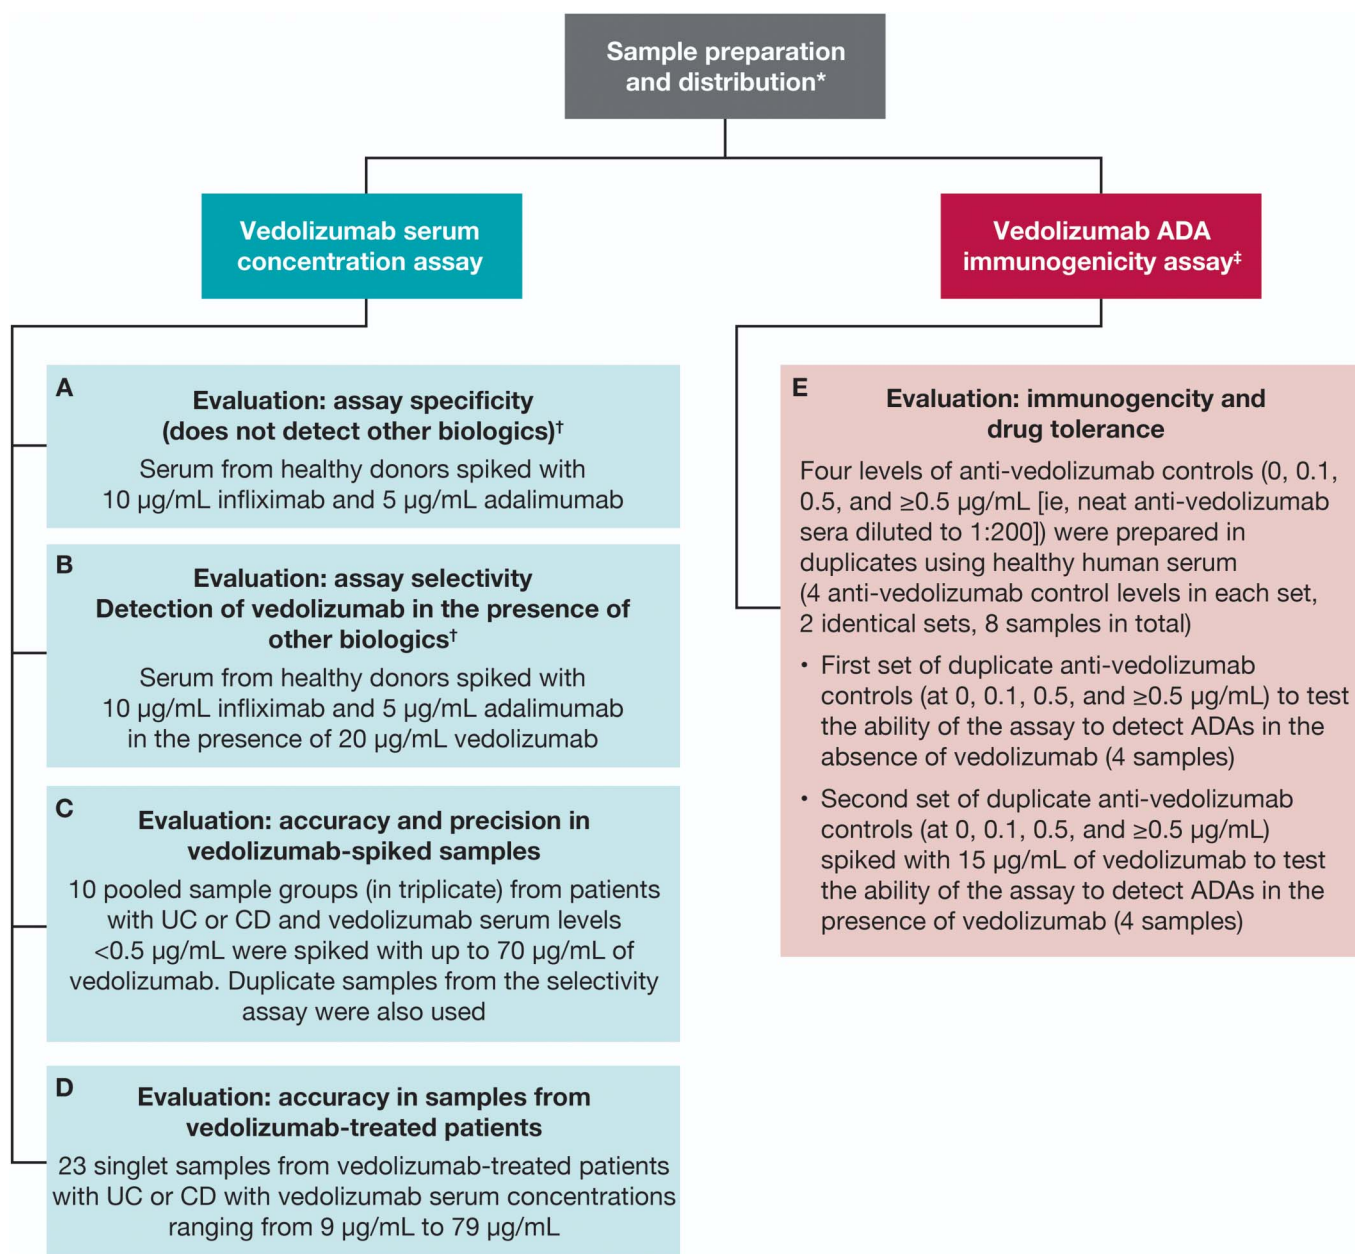 Sample preparation
and distribution*
Vedolizumab serum
concentration assay
Vedolizumab ADA
immunogenicity assay‡
A
Evaluation: assay specificity
(does not detect other biologics)†
Serum from healthy donors spiked with
10 µg/mL infliximab and 5 µg/mL adalimumab
B
Evaluation: assay selectivity
Detection of vedolizumab in the presence of
other biologics†
Serum from healthy donors spiked with
10 µg/mL infliximab and 5 µg/mL adalimumab
in the presence of 20 µg/mL vedolizumab
C
Evaluation: accuracy and precision in
vedolizumab-spiked samples
10 pooled sample groups (in triplicate) from patients
with UC or CD and vedolizumab serum levels
<0.5 µg/mL were spiked with up to 70 µg/mL of
vedolizumab. Duplicate samples from the selectivity
assay were also used
D
Evaluation: accuracy in samples from
vedolizumab-treated patients
23 singlet samples from vedolizumab-treated patients
with UC or CD with vedolizumab serum concentrations
ranging from 9 µg/mL to 79 µg/mL
E
Evaluation: immunogencity and
drug tolerance
Four levels of anti-vedolizumab controls (0, 0.1,
0.5, and ≥0.5 µg/mL [ie, neat anti-vedolizumab
sera diluted to 1:200]) were prepared in
duplicates using healthy human serum
(4 anti-vedolizumab control levels in each set,
2 identical sets, 8 samples in total)
• First set of duplicate anti-vedolizumab
controls (at 0, 0.1, 0.5, and ≥0.5 µg/mL) to test
the ability of the assay to detect ADAs in the
absence of vedolizumab (4 samples)
• Second set of duplicate anti-vedolizumab
controls (at 0, 0.1, 0.5, and ≥0.5 µg/mL)
spiked with 15 µg/mL of vedolizumab to test
the ability of the assay to detect ADAs in the
presence of vedolizumab (4 samples)